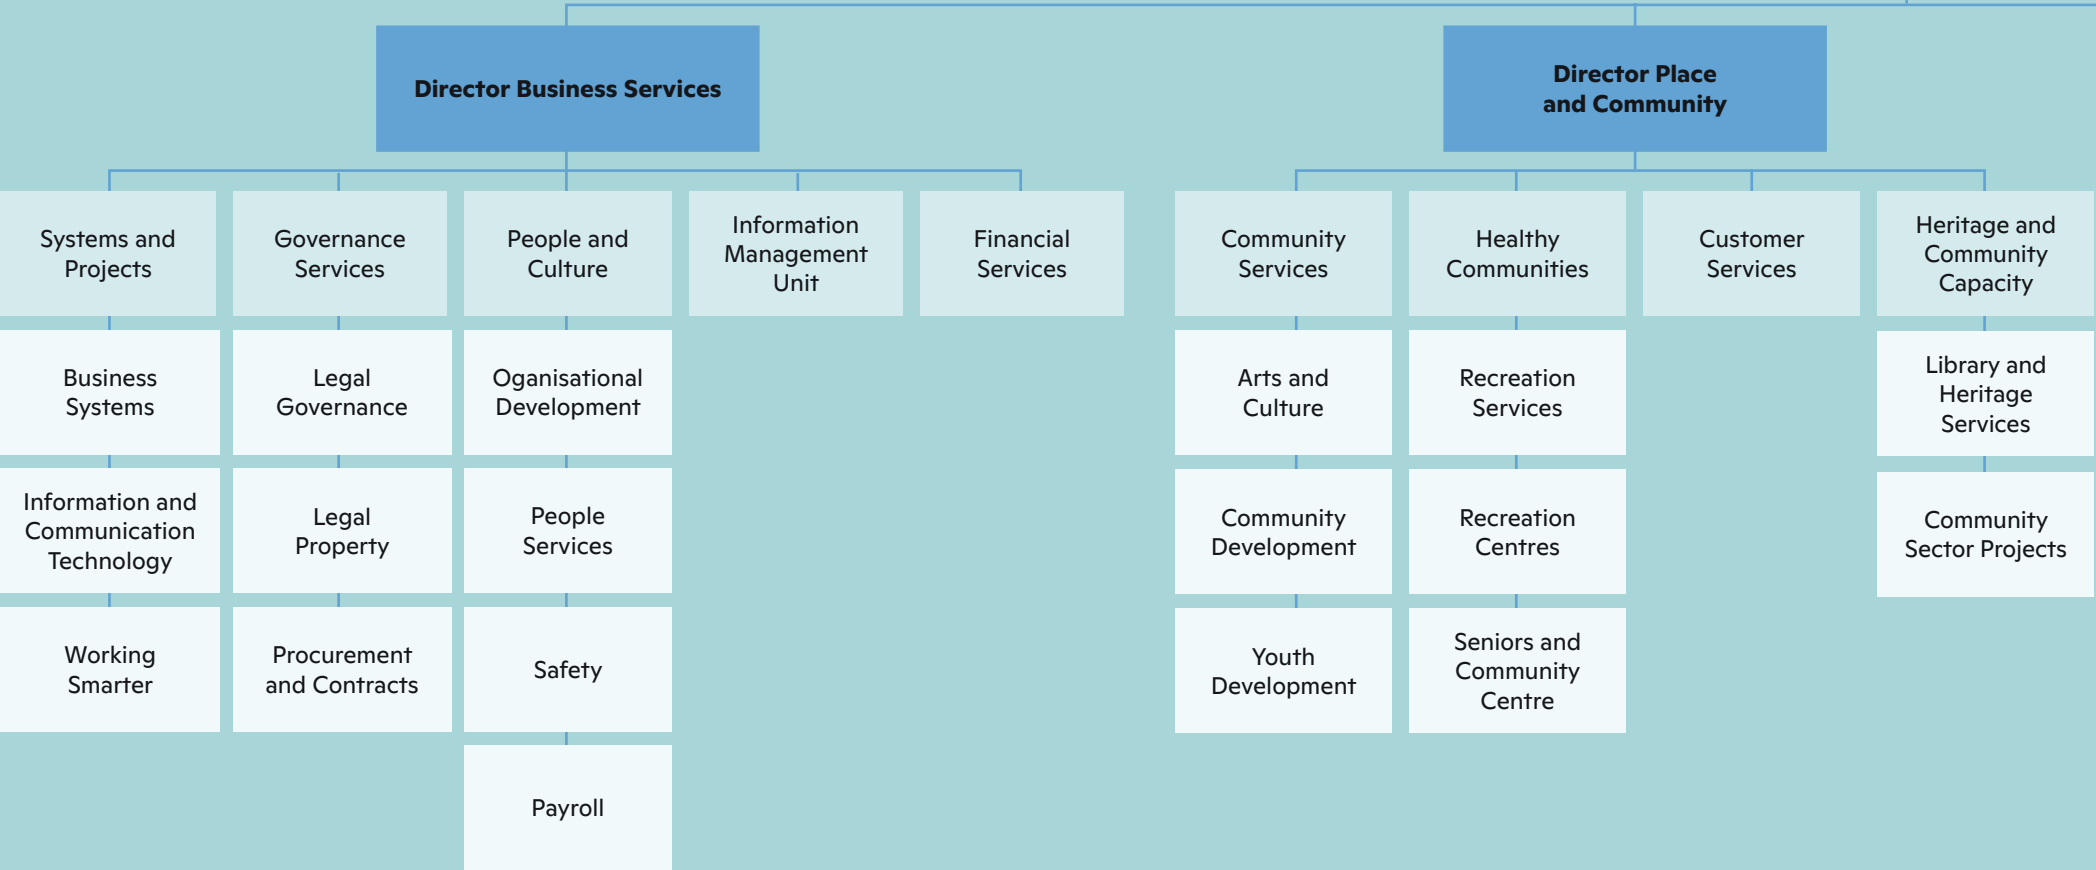 Director Business Services
Director Place
and Community
Systems and
Projects
Governance
Services
People and
Culture
Information
Management
Unit
Financial
Services
Community
Services
Healthy
Communities
Customer
Services
Heritage and
Community
Capacity
Business
Systems
Legal
Governance
Oganisational
Development
Arts and
Culture
Recreation
Services
Library and
Heritage
Services
Information and
Communication
Technology
Legal
Property
People
Services
Community
Development
Recreation
Centres
Community
Sector Projects
Working
Smarter
Procurement
and Contracts
Safety
Youth
Development
Seniors and
Community
Centre
Payroll